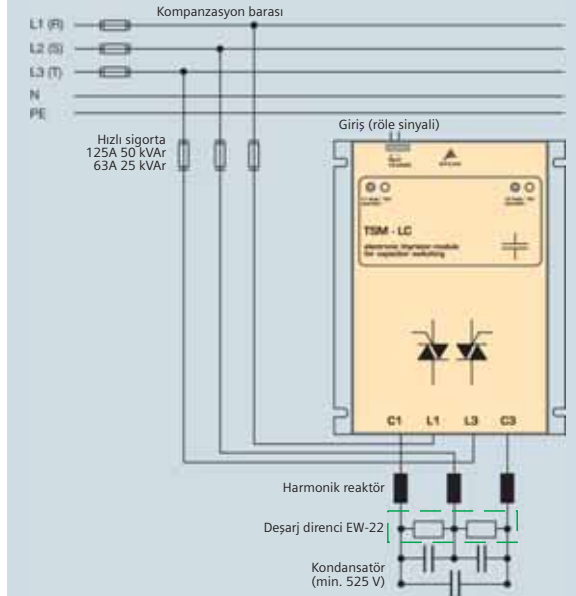 Kompanzasyon barası
L1 (R)
L2 (S)
L3 (T)
N
PE
Giriş (röle sinyali)
Hızlı sigorta
125A 50 kVAr
63A 25 kVAr
TSM - LC
electronic thyristor module
for capacitor switching
C1 L1 L3 C3
Harmonik reaktör
Deşarj direnci EW-22
Kondansatör
(min. 525 V)